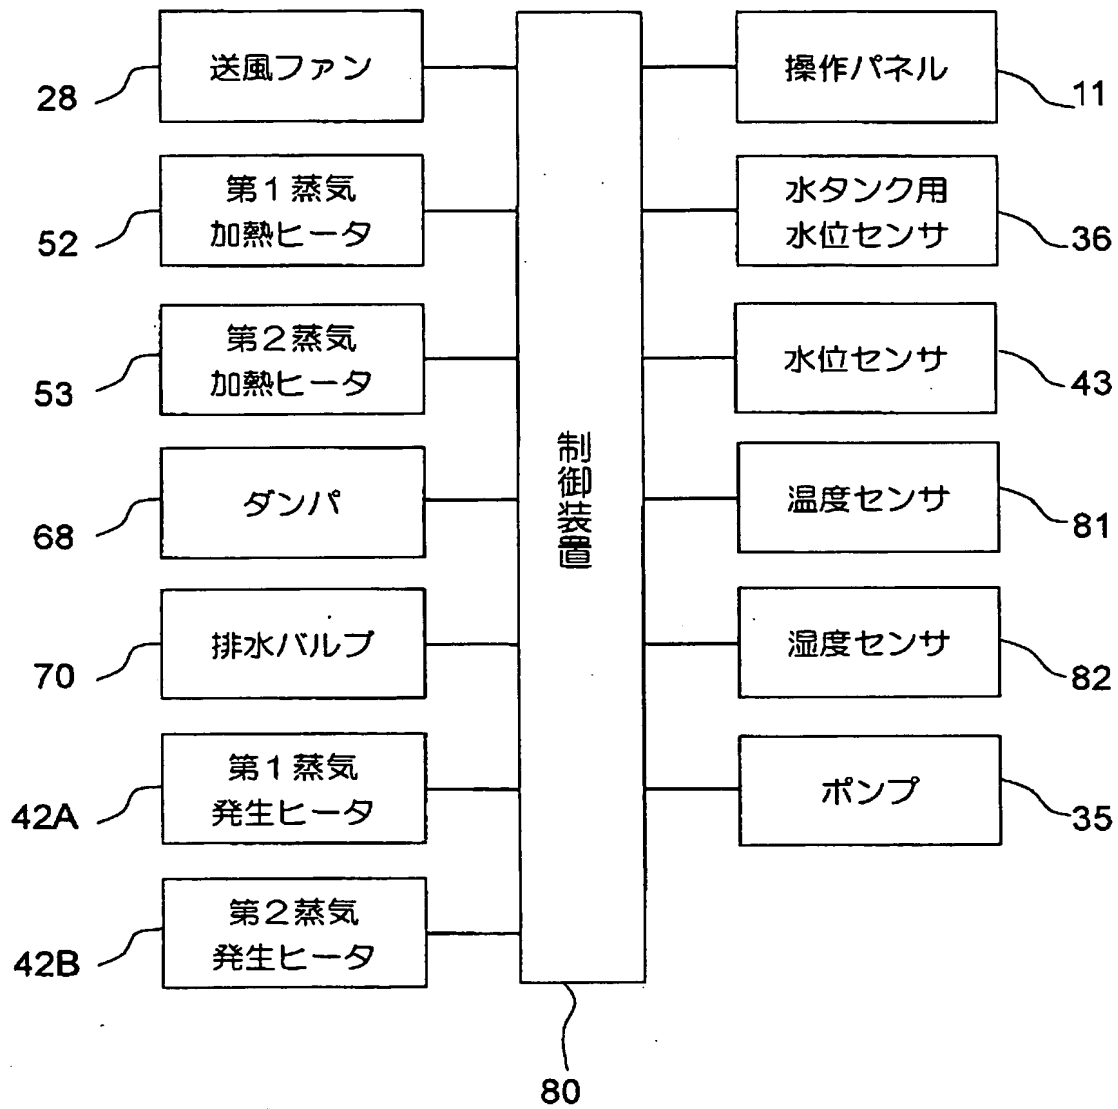 送風ファン
28
第1蒸気
加熱ヒータ
52
第2蒸気
加熱ヒータ
53
ダンパ
68
排水バルブ
70
第1蒸気
発生ヒータ
42A
第2蒸気
発生ヒータ
42B
制御装置
80
操作パネル
11
水タンク用
水位センサ
36
水位センサ
43
温度センサ
81
湿度センサ
82
ポンプ
35